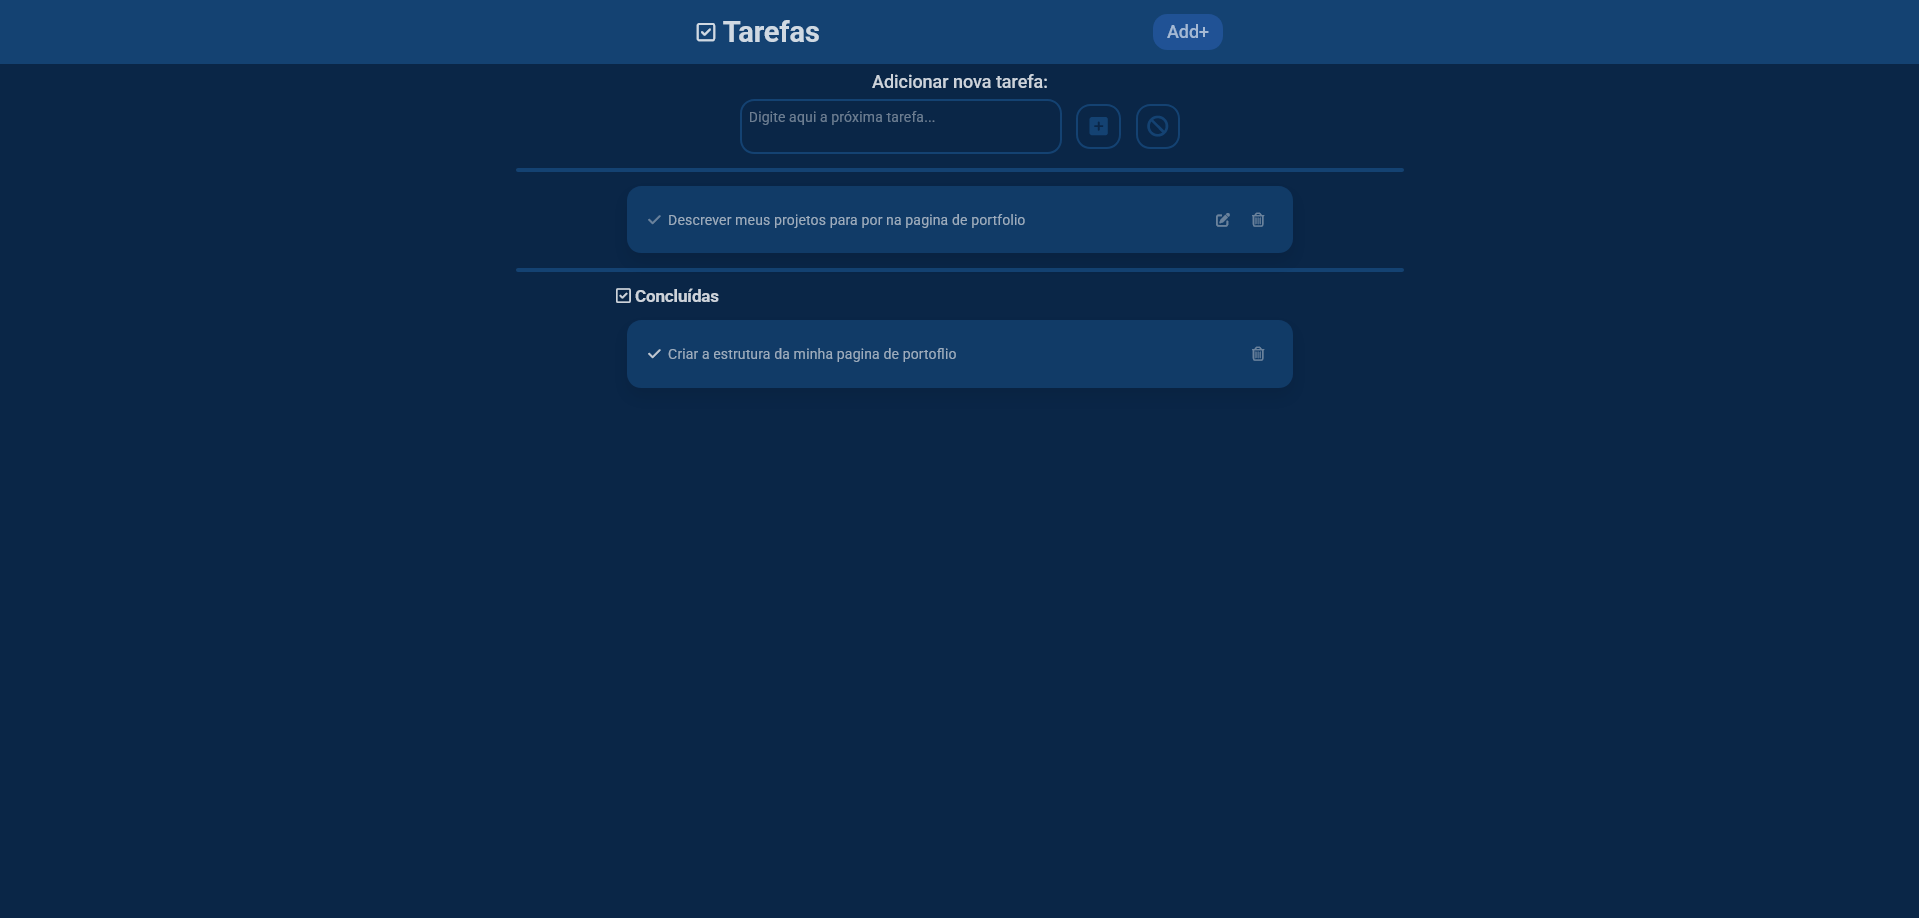 Tarefas
Add+
Adicionar nova tarefa:
Digite aqui a próxima tarefa...
Descrever meus projetos para por na pagina de portfolio
Concluídas
Criar a estrutura da minha pagina de portoflio